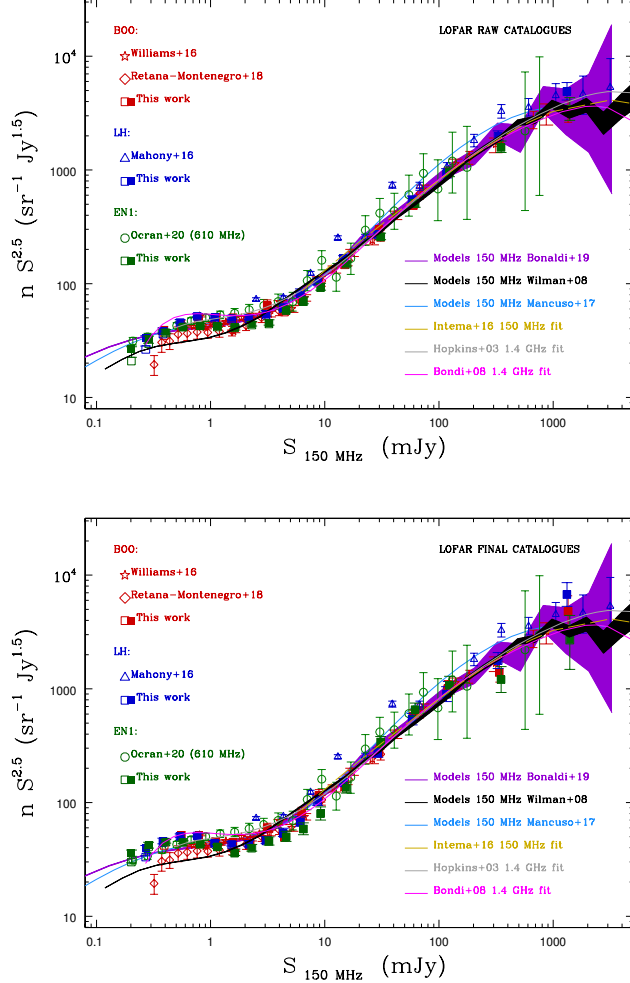 LOFAR RAW CATALOGUES
BOO:
Williams+16
Retana-Montenegro+18
This work
LH:
Mahony+16
This work
EN1:
Ocran+20 (610 MHz)
This work
Models 150 MHz Bonaldi+19
Models 150 MHz Wilman+08
Models 150 MHz Mancuso+17
Intema+16 150 MHz fit
Hopkins+03 1.4 GHz fit
Bondi+08 1.4 GHz fit
n S^2.5 (sr^-1 Jy^1.5)
10^4
1000
100
10
0.1 1 10 100 1000
S 150 MHz (mJy)
LOFAR FINAL CATALOGUES
BOO:
Williams+16
Retana-Montenegro+18
This work
LH:
Mahony+16
This work
EN1:
Ocran+20 (610 MHz)
This work
Models 150 MHz Bonaldi+19
Models 150 MHz Wilman+08
Models 150 MHz Mancuso+17
Intema+16 150 MHz fit
Hopkins+03 1.4 GHz fit
Bondi+08 1.4 GHz fit
n S^2.5 (sr^-1 Jy^1.5)
10^4
1000
100
10
0.1 1 10 100 1000
S 150 MHz (mJy)